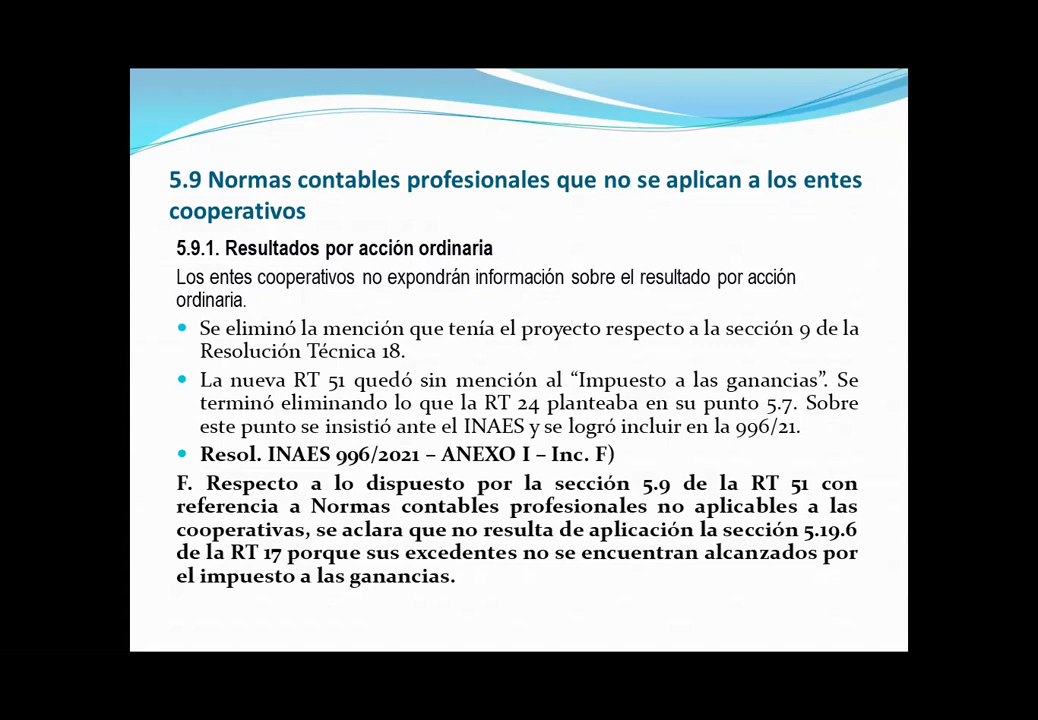 5.9 Normas contables profesionales que no se aplican a los entes
cooperativos
5.9.1. Resultados por acción ordinaria
Los entes cooperativos no expondrán información sobre el resultado por acción
ordinaria.
• Se eliminó la mención que tenía el proyecto respecto a la sección 9 de la
Resolución Técnica 18.
• La nueva RT 51 quedó sin mención al “Impuesto a las ganancias”. Se
terminó eliminando lo que la RT 24 planteaba en su punto 5.7. Sobre
este punto se insistió ante el INAES y se logró incluir en la 996/21.
• Resol. INAES 996/2021 – ANEXO I – Inc. F)
F. Respecto a lo dispuesto por la sección 5.9 de la RT 51 con
referencia a Normas contables profesionales no aplicables a las
cooperativas, se aclara que no resulta de aplicación la sección 5.19.6
de la RT 17 porque sus excedentes no se encuentran alcanzados por
el impuesto a las ganancias.